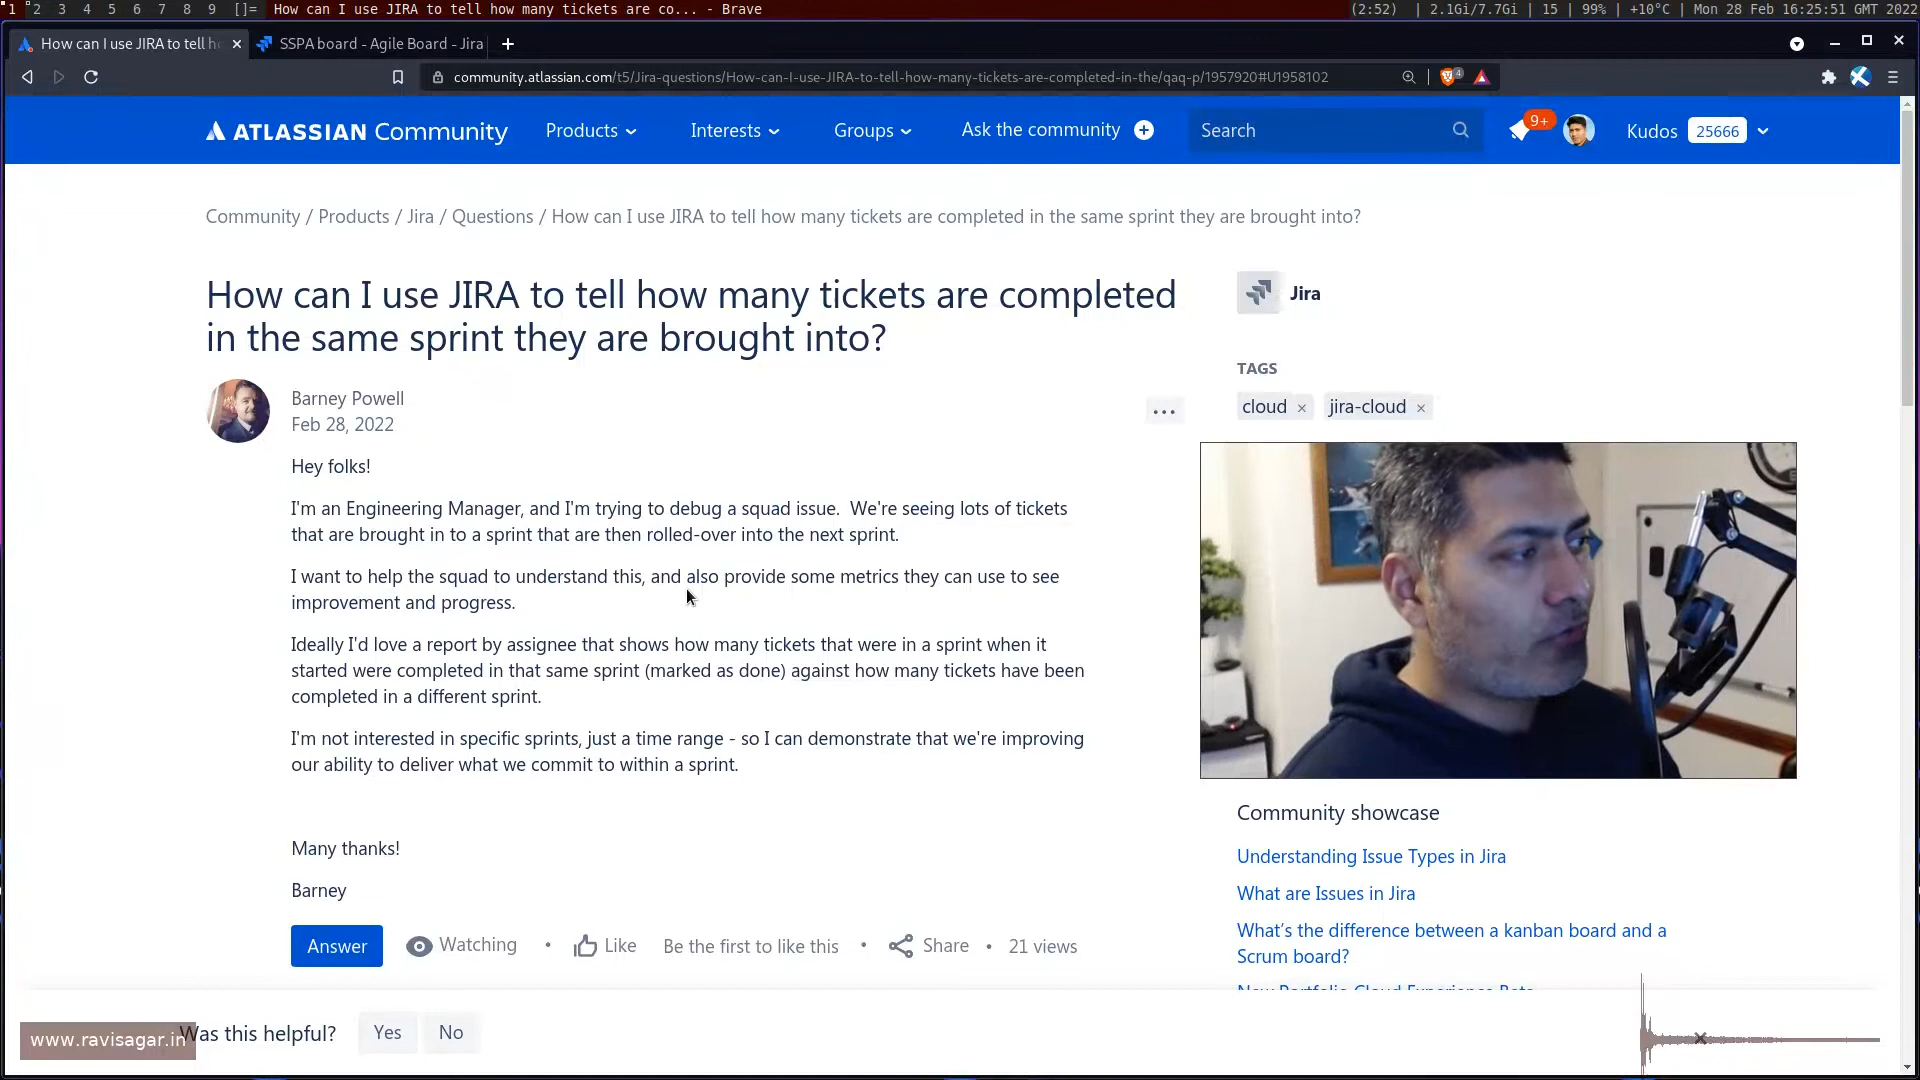 1 2 3 4 5 6 7 8 9 []= How can I use JIRA to tell how many tickets are co... - Brave (2:52) | 2.1Gi/7.7Gi | 15 | 99% | +10°C | Mon 28 Feb 16:25:51 GMT 2022
How can I use JIRA to tell h × SSPA board - Agile Board - Jira +
community.atlassian.com/t5/Jira-questions/How-can-I-use-JIRA-to-tell-how-many-tickets-are-completed-in-the/qaq-p/1957920#U1958102 4
ATLASSIAN Community Products Interests Groups Ask the community Search 9+ Kudos 25666
Community / Products / Jira / Questions / How can I use JIRA to tell how many tickets are completed in the same sprint they are brought into?
How can I use JIRA to tell how many tickets are completed
in the same sprint they are brought into?
Jira
TAGS
cloud × jira-cloud ×
Barney Powell
Feb 28, 2022
...
Hey folks!
I'm an Engineering Manager, and I'm trying to debug a squad issue.  We're seeing lots of tickets
that are brought in to a sprint that are then rolled-over into the next sprint.
I want to help the squad to understand this, and also provide some metrics they can use to see
improvement and progress.
Ideally I'd love a report by assignee that shows how many tickets that were in a sprint when it
started were completed in that same sprint (marked as done) against how many tickets have been
completed in a different sprint.
I'm not interested in specific sprints, just a time range - so I can demonstrate that we're improving
our ability to deliver what we commit to within a sprint.
Many thanks!
Barney
Answer Watching • Like Be the first to like this • Share • 21 views
Community showcase
Understanding Issue Types in Jira
What are Issues in Jira
What's the difference between a kanban board and a
Scrum board?
New Portfolio Cloud Experience Beta
Was this helpful? Yes No
www.ravisagar.in